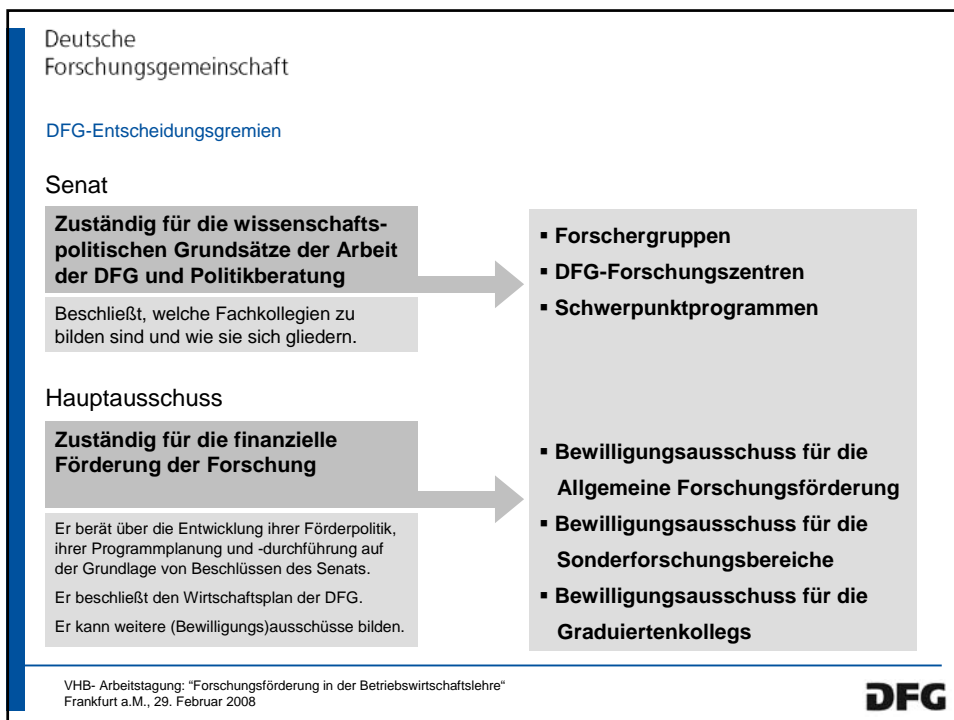 Deutsche
Forschungsgemeinschaft
DFG-Entscheidungsgremien
Senat
Zuständig für die wissenschafts-
politischen Grundsätze der Arbeit
der DFG und Politikberatung
Beschließt, welche Fachkollegien zu
bilden sind und wie sie sich gliedern.
▪ Forschergruppen
▪ DFG-Forschungszentren
▪ Schwerpunktprogrammen
Hauptausschuss
Zuständig für die finanzielle
Förderung der Forschung
Er berät über die Entwicklung ihrer Förderpolitik,
ihrer Programmplanung und -durchführung auf
der Grundlage von Beschlüssen des Senats.
Er beschließt den Wirtschaftsplan der DFG.
Er kann weitere (Bewilligungs)ausschüsse bilden.
▪ Bewilligungsausschuss für die
Allgemeine Forschungsförderung
▪ Bewilligungsausschuss für die
Sonderforschungsbereiche
▪ Bewilligungsausschuss für die
Graduiertenkollegs
VHB- Arbeitstagung: “Forschungsförderung in der Betriebswirtschaftslehre“
Frankfurt a.M., 29. Februar 2008
DFG